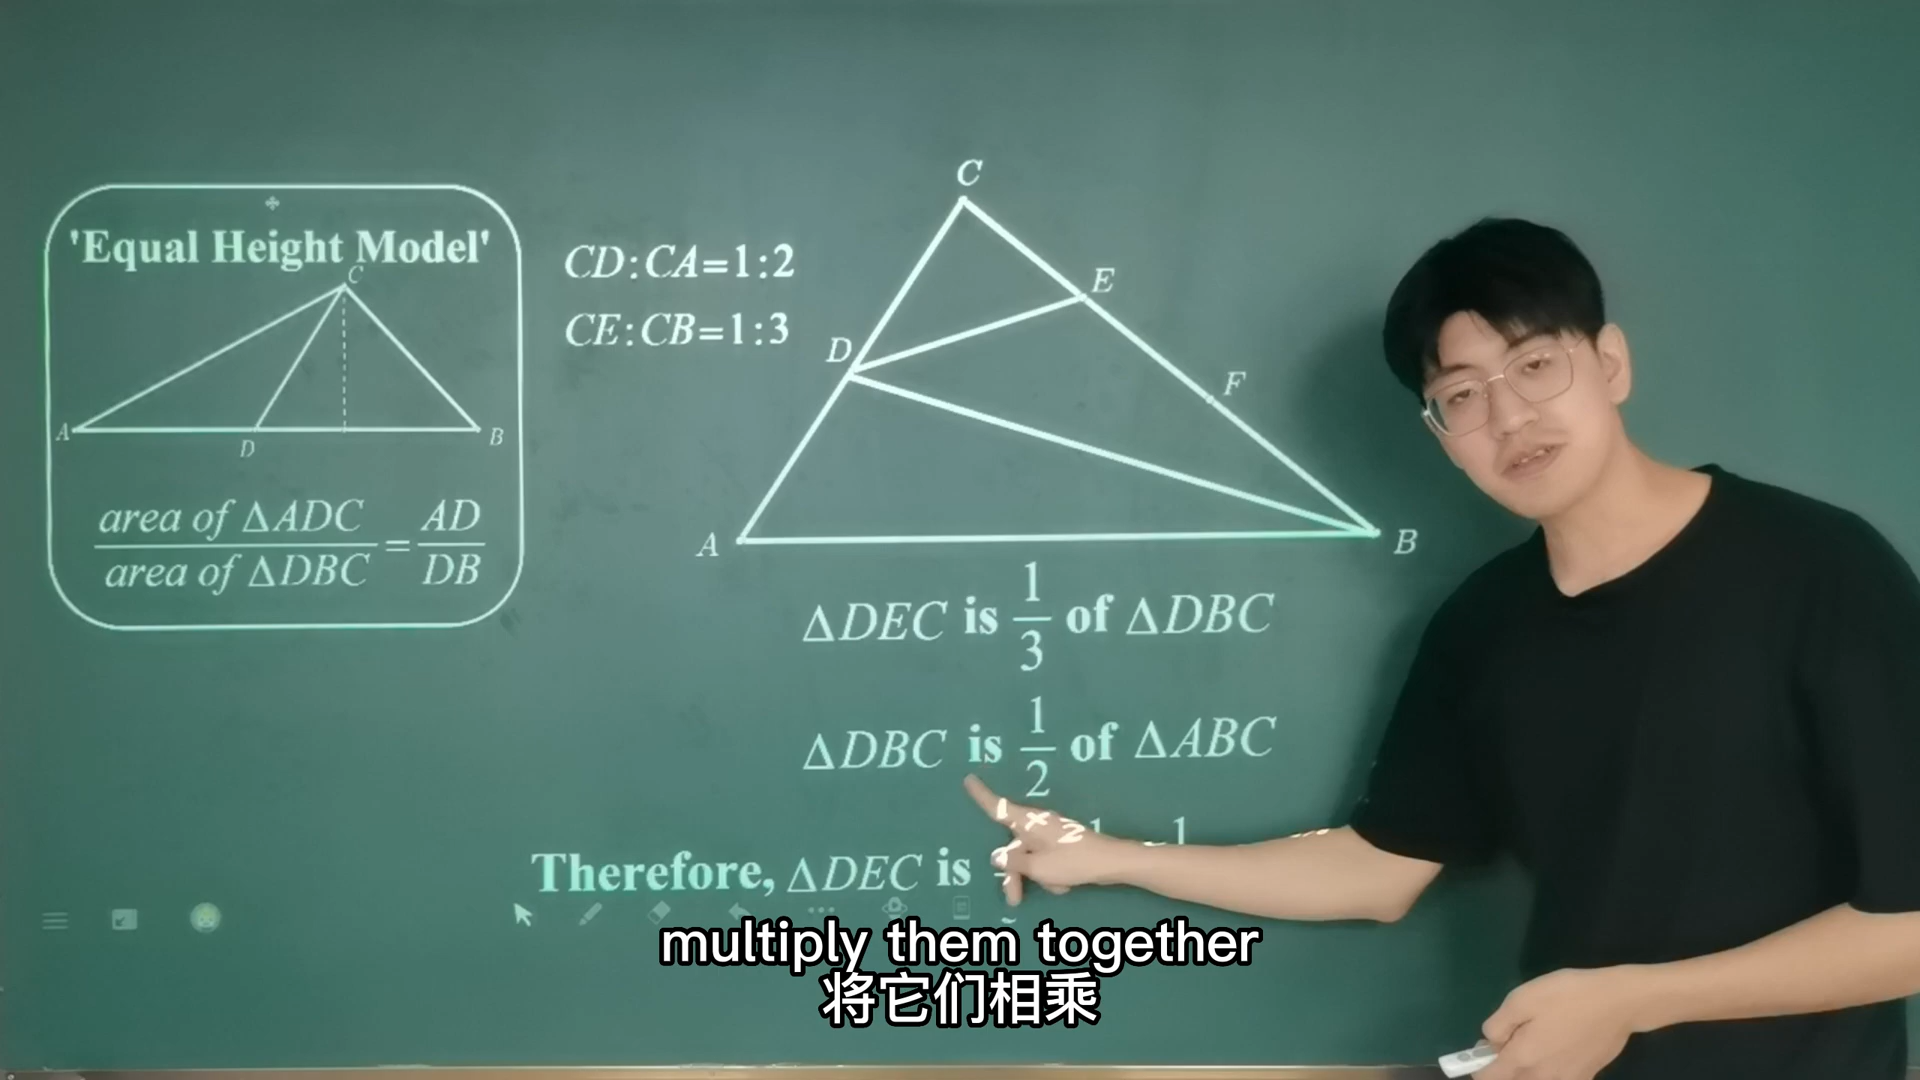 'Equal Height Model'
C
A
D
B
area of ΔADC / area of ΔDBC = AD / DB
CD:CA=1:2
CE:CB=1:3
C
E
D
F
A
B
ΔDEC is 1/3 of ΔDBC
ΔDBC is 1/2 of ΔABC
Therefore, ΔDEC is
multiply them together
将它们相乘